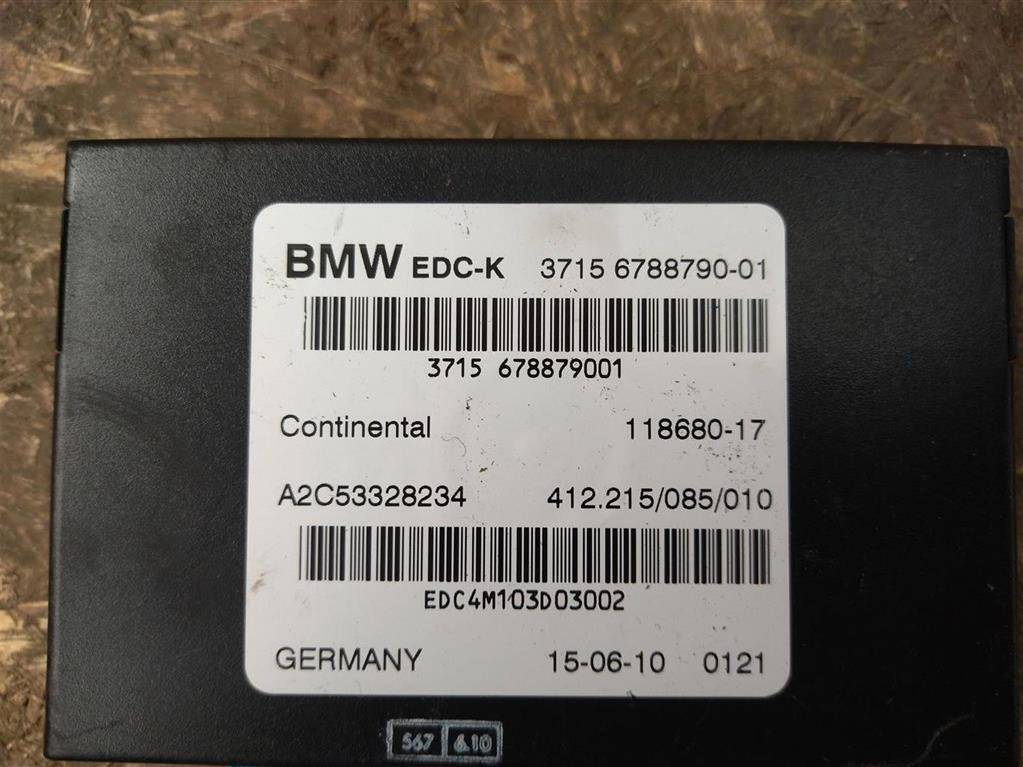 BMW EDC-K 3715 6788790-01
3715 678879001
Continental 118680-17
A2C53328234 412.215/085/010
EDC4M103D03002
GERMANY 15-06-10 0121
567 6.10